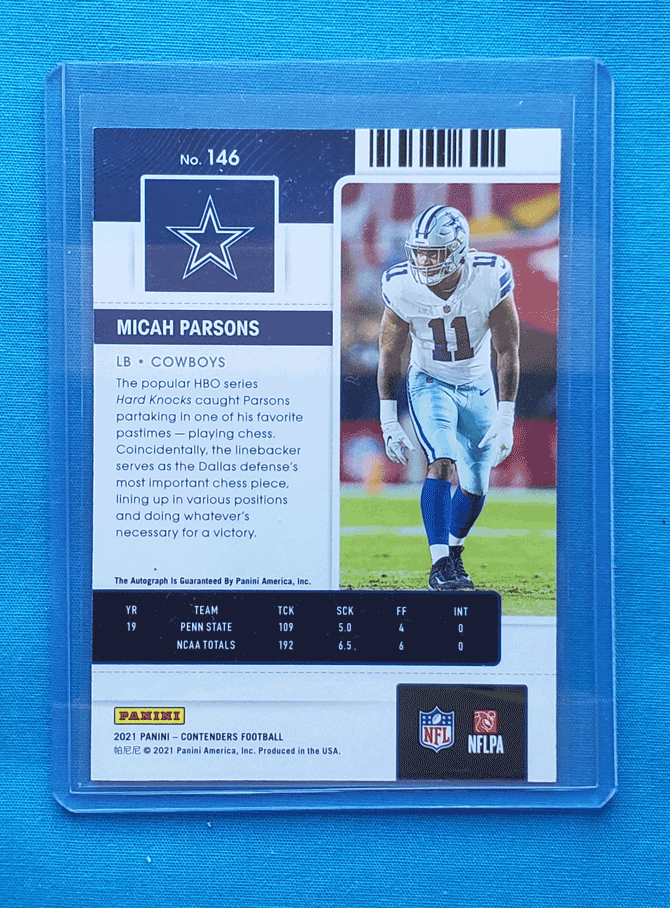 No. 146
MICAH PARSONS
LB • COWBOYS
The popular HBO series
Hard Knocks caught Parsons
partaking in one of his favorite
pastimes — playing chess.
Coincidentally, the linebacker
serves as the Dallas defense's
most important chess piece,
lining up in various positions
and doing whatever's
necessary for a victory.
The Autograph Is Guaranteed By Panini America, Inc.
11
11
11
YR TEAM TCK SCK FF INT
19 PENN STATE 109 5.0 4 0
NCAA TOTALS 192 6.5 6 0
PANINI
2021 PANINI – CONTENDERS FOOTBALL
帕尼尼 © 2021 Panini America, Inc. Produced in the USA.
NFL
NFLPA